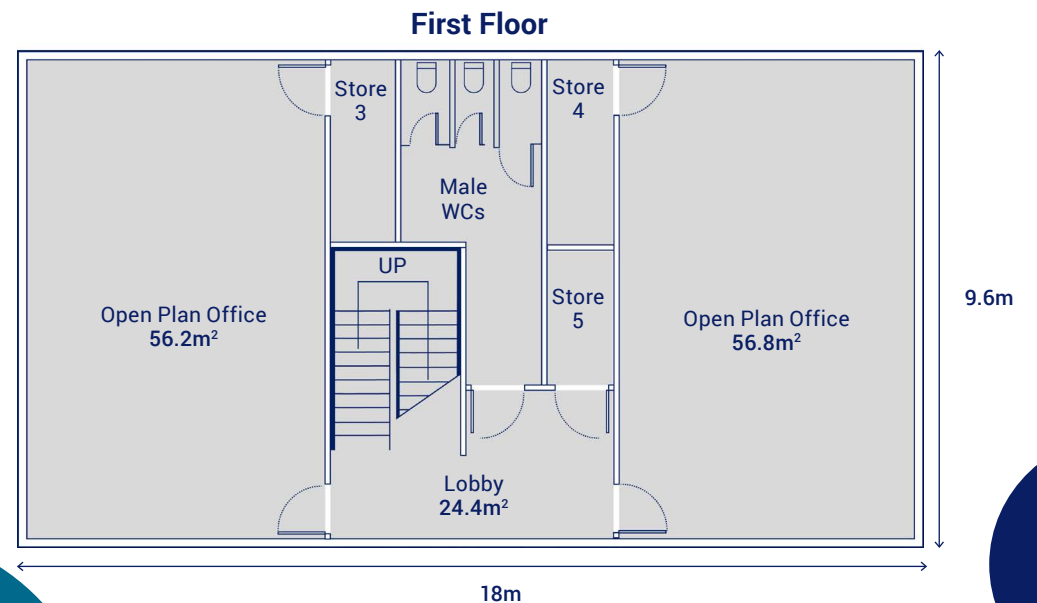 First Floor
Store
3
Store
4
Male
WCs
UP
Store
5
9.6m
Open Plan Office
56.2m²
Open Plan Office
56.8m²
Lobby
24.4m²
18m